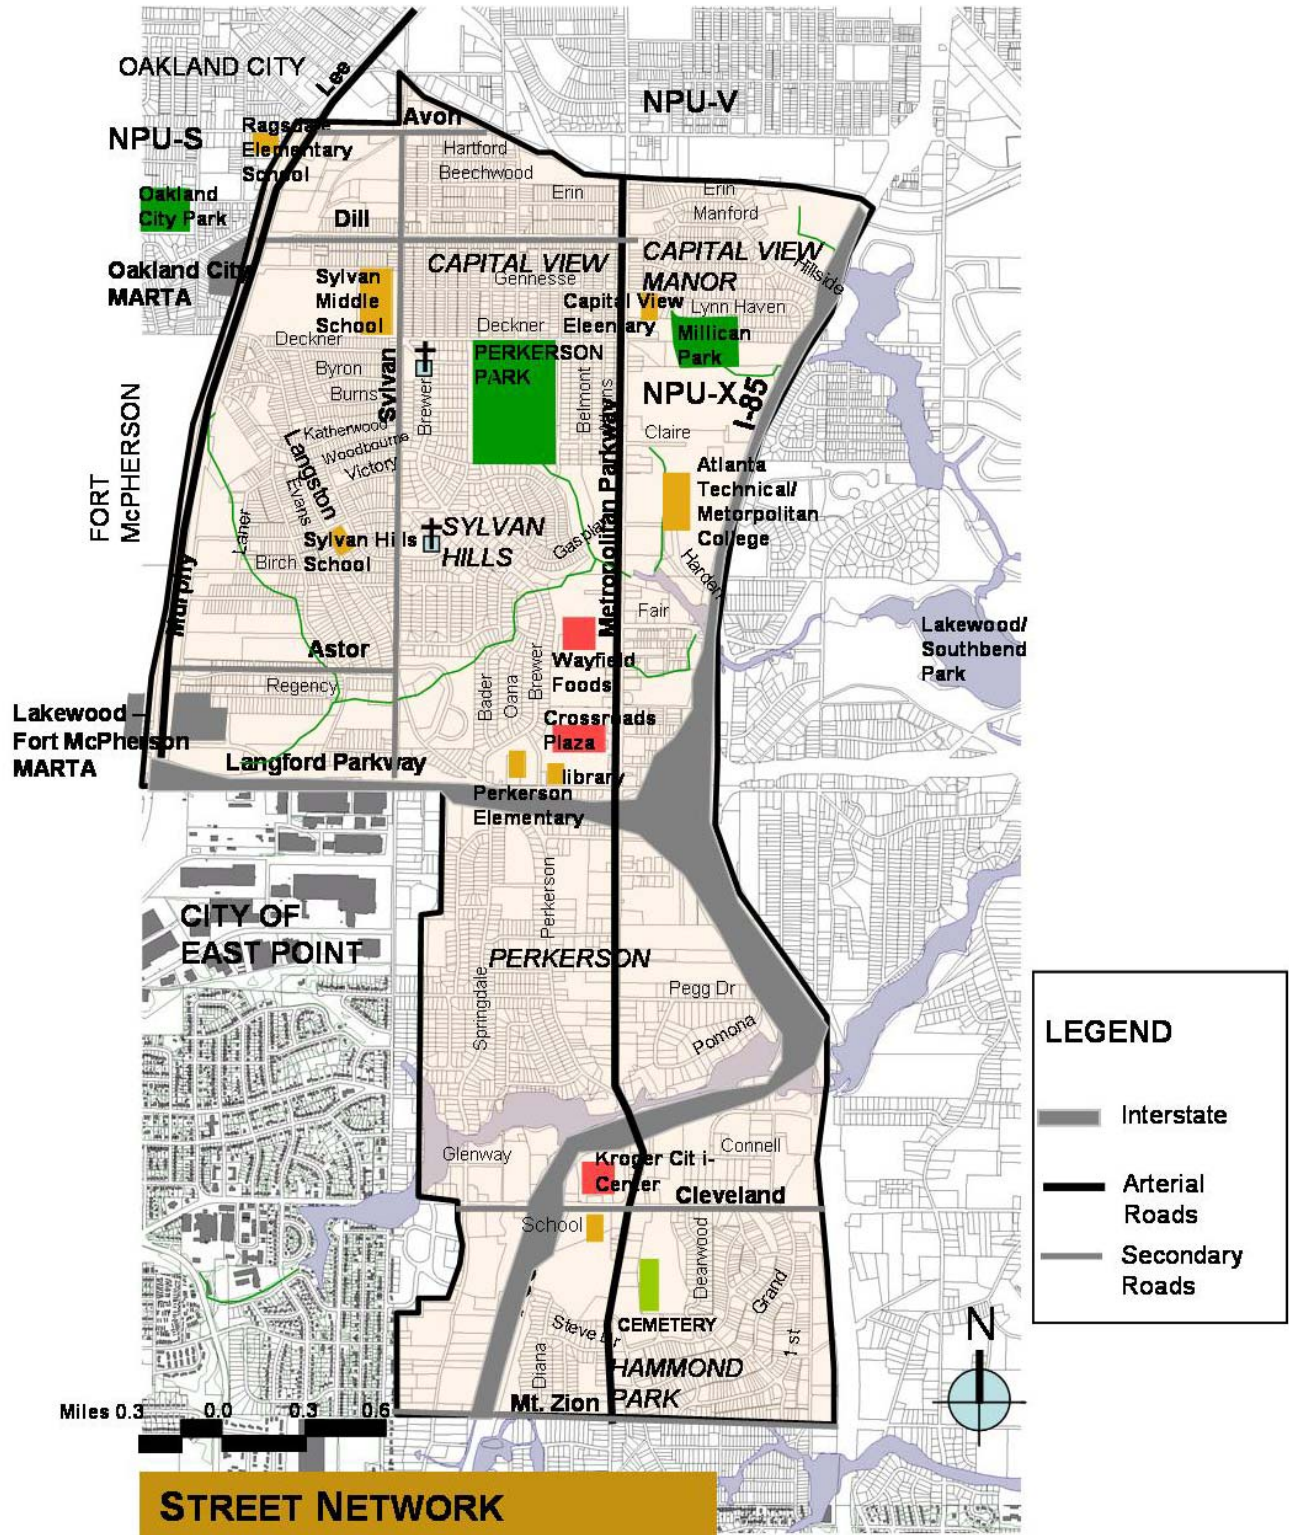 OAKLAND CITY
Lee
NPU-V
NPU-S
Avon
Ragsdale
Elementary
School
Hartford
Beechwood
Erin
Erin
Manford
Oakland
City Park
Dill
CAPITAL VIEW
CAPITAL VIEW
MANOR
Hillside
Oakland City
MARTA
Sylvan
Middle
School
Gennesse
Capital View
Eleentary
Lynn Haven
Deckner
Deckner
Millican
Park
PERKERSON
PARK
Byron
Burns
Sylvan
Brewer
Belmont
NPU-X
I-85
FORT
McPHERSON
Katherwood
Woodbourne
Victory
Langston
Evans
Claire
Metropolitan Parkway
Atlanta
Technical/
Metorpolitan
College
Laner
Sylvan Hills
School
Birch
SYLVAN
HILLS
Harden
Murphy
Fair
Lakewood/
Southbend
Park
Astor
Regency
Wayfield
Foods
Bader
Oana
Brewer
Lakewood –
Fort McPherson
MARTA
Crossroads
Plaza
Langford Parkway
library
Perkerson
Elementary
Perkerson
CITY OF
EAST POINT
PERKERSON
Springdale
Pegg Dr
Pomona
LEGEND
Interstate
Arterial
Roads
Secondary
Roads
Glenway
Connell
Kroger Cit i-
Center
Cleveland
School
Dearwood
Grand
1 st
CEMETERY
Steve Dr
Diana
HAMMOND
PARK
Mt. Zion
N
Miles 0.3 0.0 0.3 0.6
STREET NETWORK